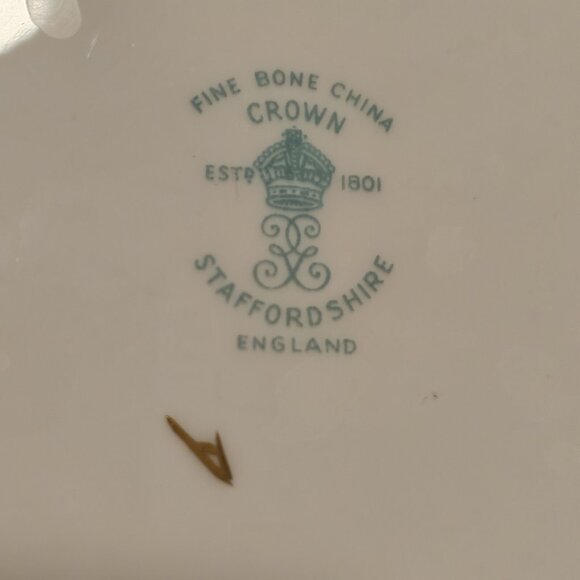 FINE BONE CHINA
CROWN
ESTD 1801
STAFFORDSHIRE
ENGLAND